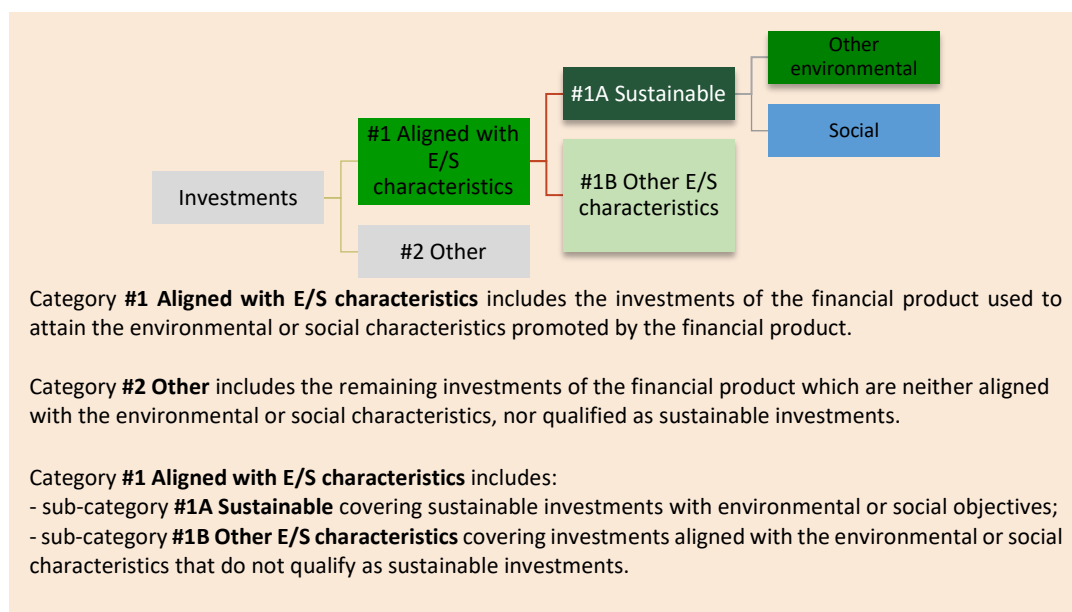 Other
environmental
#1A Sustainable
Social
#1 Aligned with
E/S
characteristics
#1B Other E/S
characteristics
Investments
#2 Other
Category #1 Aligned with E/S characteristics includes the investments of the financial product used to
attain the environmental or social characteristics promoted by the financial product.
Category #2 Other includes the remaining investments of the financial product which are neither aligned
with the environmental or social characteristics, nor qualified as sustainable investments.
Category #1 Aligned with E/S characteristics includes:
- sub-category #1A Sustainable covering sustainable investments with environmental or social objectives;
- sub-category #1B Other E/S characteristics covering investments aligned with the environmental or social
characteristics that do not qualify as sustainable investments.